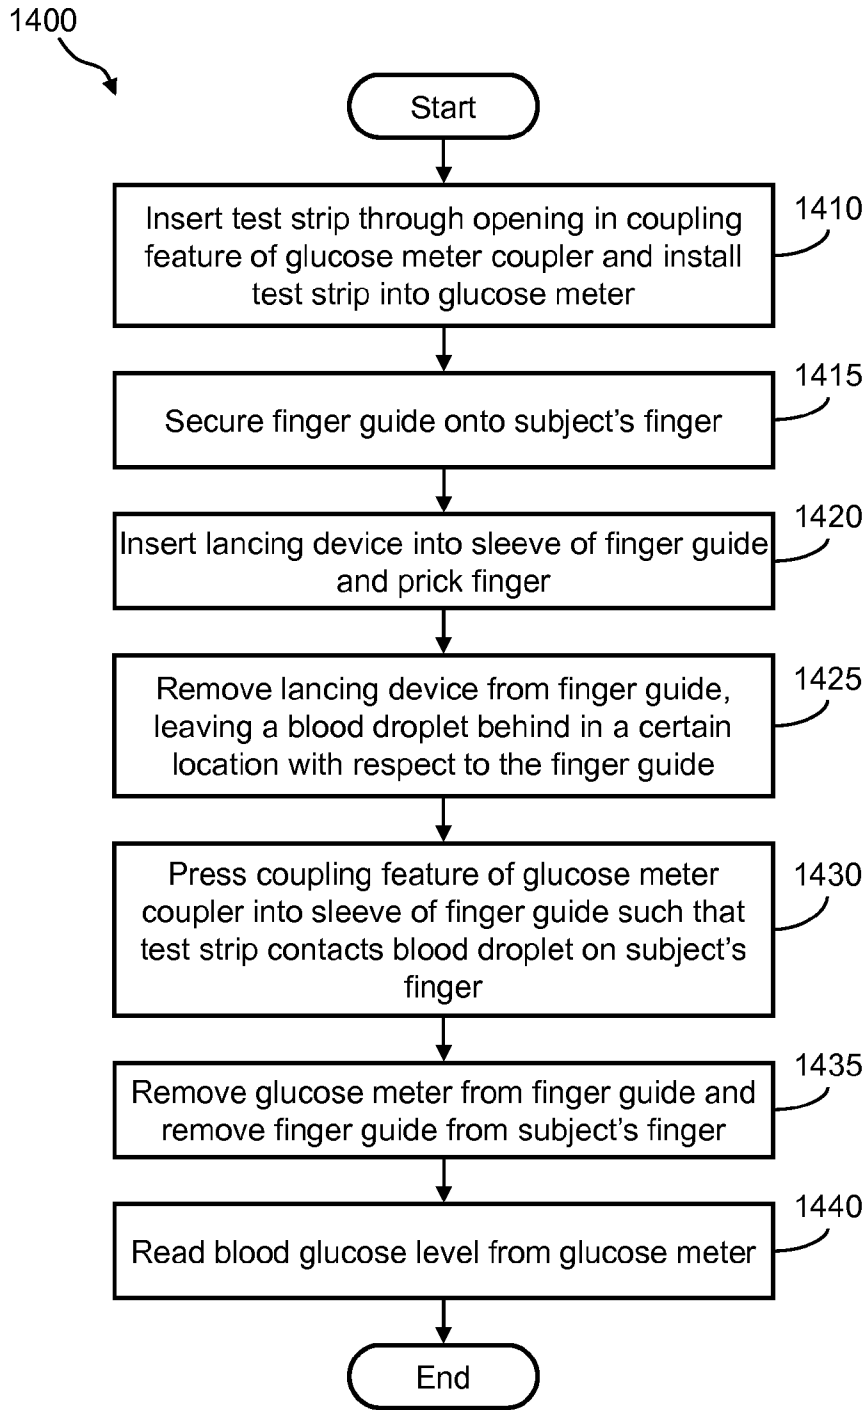 1400
Start
Insert test strip through opening in coupling
feature of glucose meter coupler and install
test strip into glucose meter
1410
Secure finger guide onto subject's finger
1415
Insert lancing device into sleeve of finger guide
and prick finger
1420
Remove lancing device from finger guide,
leaving a blood droplet behind in a certain
location with respect to the finger guide
1425
Press coupling feature of glucose meter
coupler into sleeve of finger guide such that
test strip contacts blood droplet on subject's
finger
1430
Remove glucose meter from finger guide and
remove finger guide from subject's finger
1435
Read blood glucose level from glucose meter
1440
End